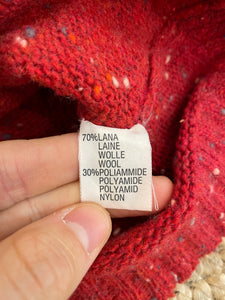 70%LANA
LAINE
WOLLE
WOOL
30%POLIAMMIDE
POLYAMIDE
POLYAMID
NYLON